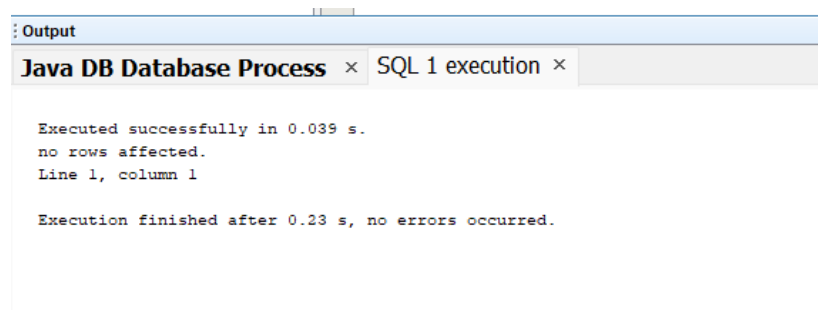 Output
Java DB Database Process × SQL 1 execution ×
Executed successfully in 0.039 s.
no rows affected.
Line 1, column 1
Execution finished after 0.23 s, no errors occurred.